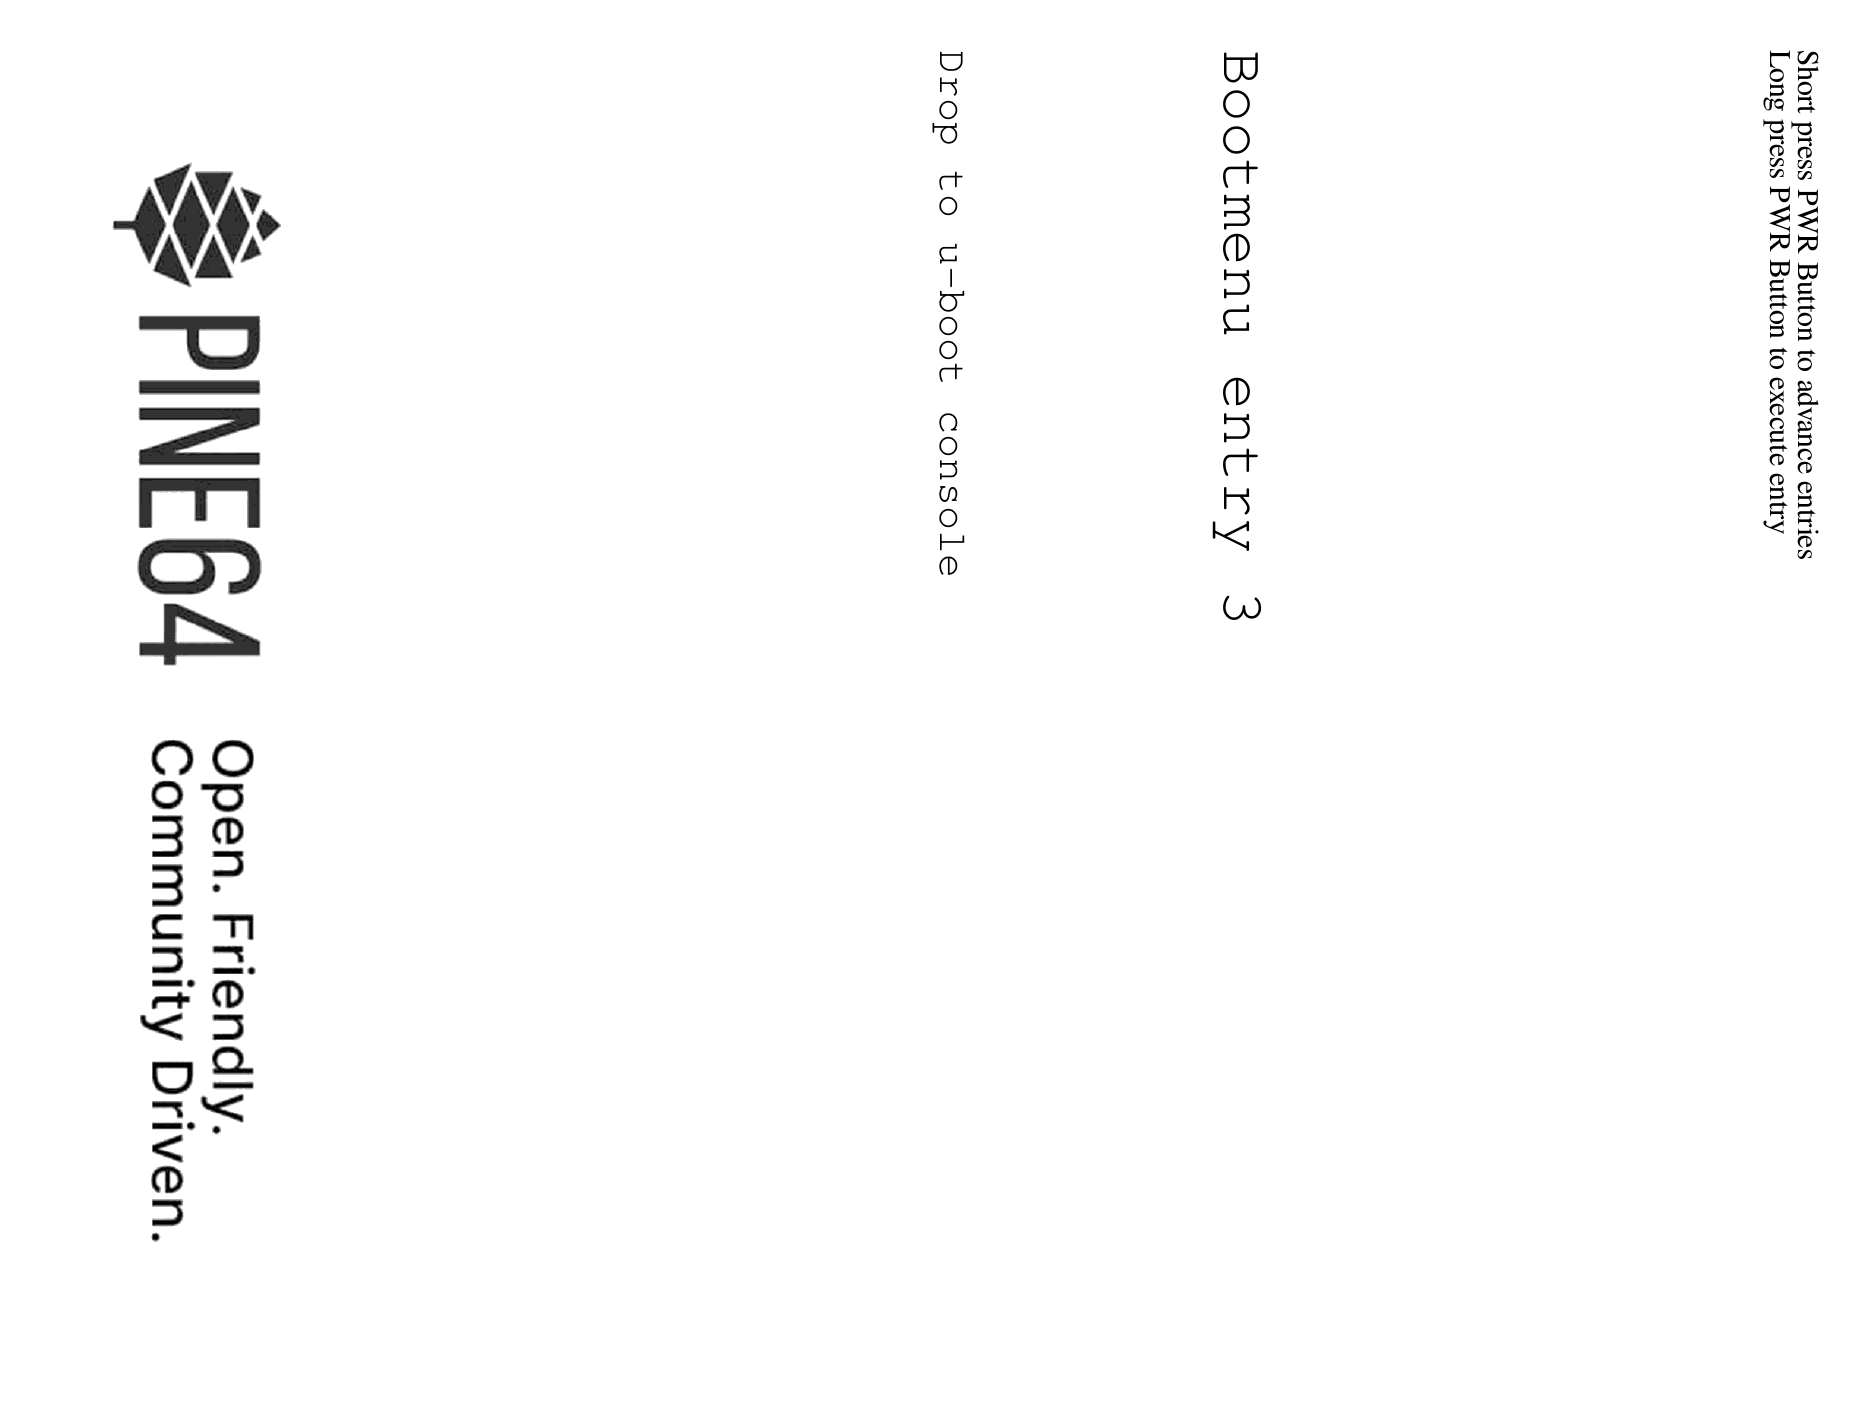 Short press PWR Button to advance entries
Long press PWR Button to execute entry
Bootmenu entry 3
Drop to u-boot console
PINE64
Open. Friendly.
Community Driven.